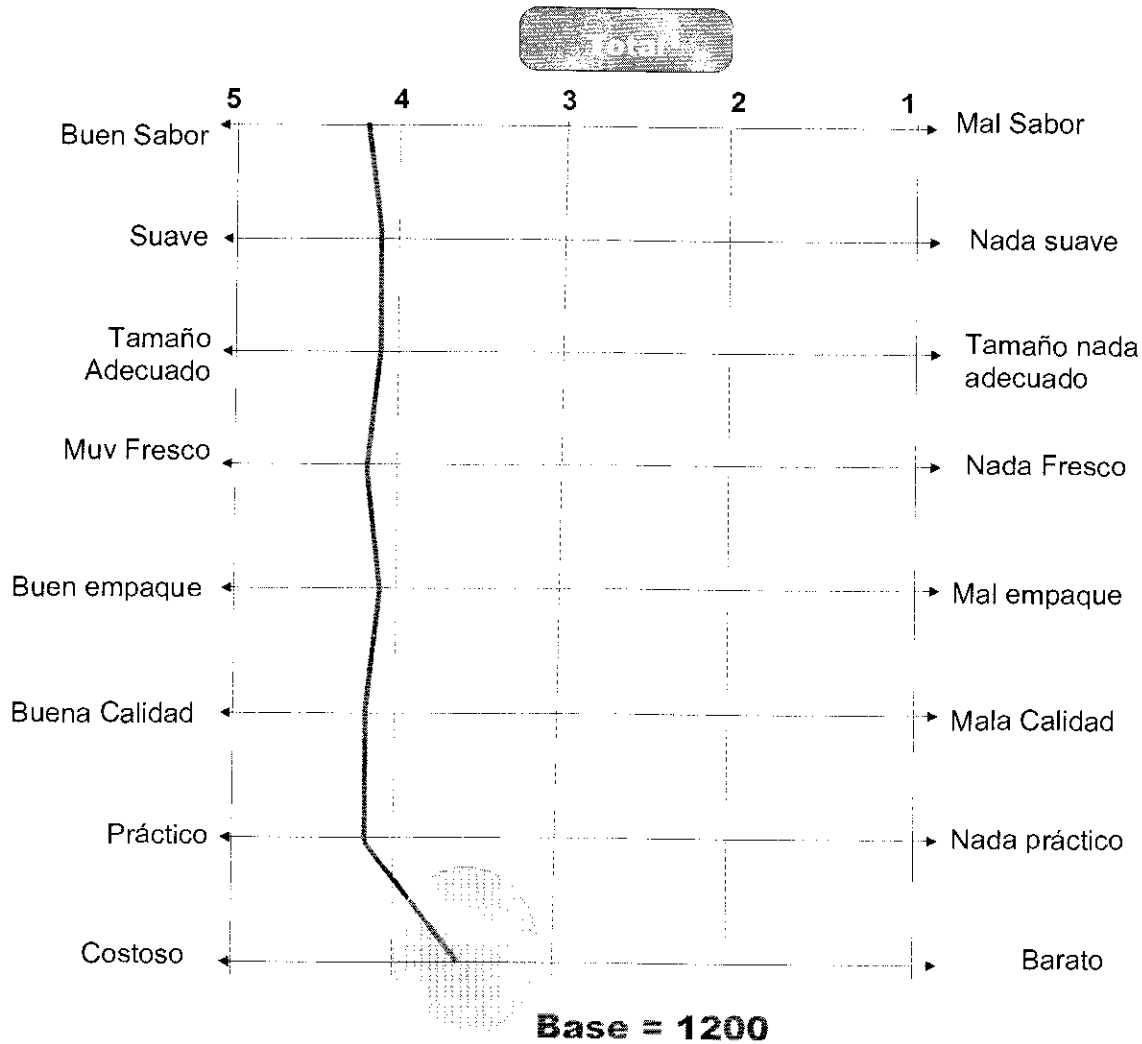 Total
5 4 3 2 1
Buen Sabor Mal Sabor
Suave Nada suave
Tamaño Tamaño nada
Adecuado adecuado
Muv Fresco Nada Fresco
Buen empaque Mal empaque
Buena Calidad Mala Calidad
Práctico Nada práctico
Costoso Barato
Base = 1200